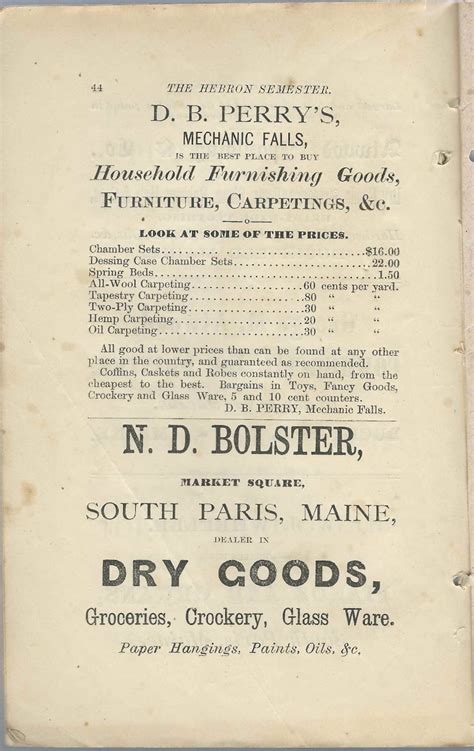 44 THE HEBRON SEMESTER.
D. B. PERRY'S,
MECHANIC FALLS,
IS THE BEST PLACE TO BUY
Household Furnishing Goods,
FURNITURE, CARPETINGS, &c.
LOOK AT SOME OF THE PRICES.
Chamber Sets....................................$16.00
Dessing Case Chamber Sets.........................22.00
Spring Beds......................................1.50
All-Wool Carpeting.....................60 cents per yard.
Tapestry Carpeting.....................80 " "
Two-Ply Carpeting......................30 " "
Hemp Carpeting.........................20 " "
Oil Carpeting..........................30 " "
All good at lower prices than can be found at any other
place in the country, and guaranteed as recommended.
Coffins, Caskets and Robes constantly on hand, from the
cheapest to the best. Bargains in Toys, Fancy Goods,
Crockery and Glass Ware, 5 and 10 cent counters.
D. B. PERRY, Mechanic Falls.
N. D. BOLSTER,
MARKET SQUARE,
SOUTH PARIS, MAINE,
DEALER IN
DRY GOODS,
Groceries, Crockery, Glass Ware.
Paper Hangings, Paints, Oils, &c.